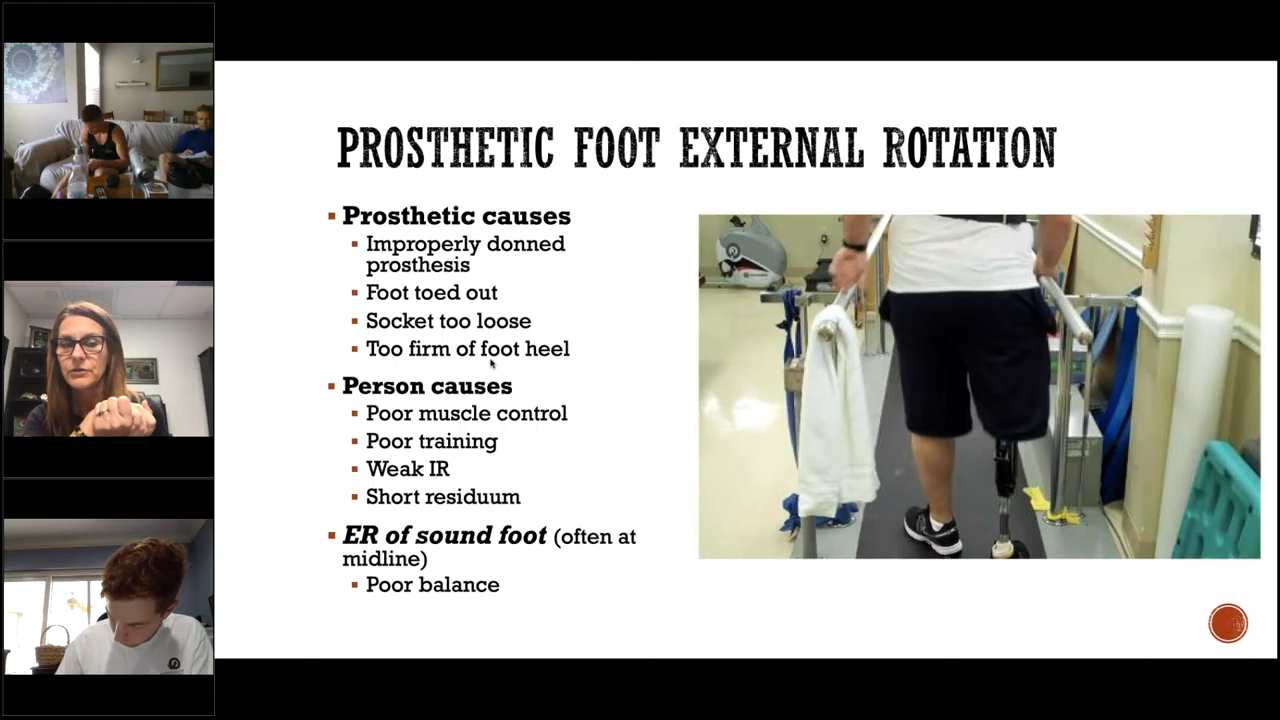 PROSTHETIC FOOT EXTERNAL ROTATION
Prosthetic causes
Improperly donned
prosthesis
Foot toed out
Socket too loose
Too firm of foot heel
Person causes
Poor muscle control
Poor training
Weak IR
Short residuum
ER of sound foot (often at
midline)
Poor balance